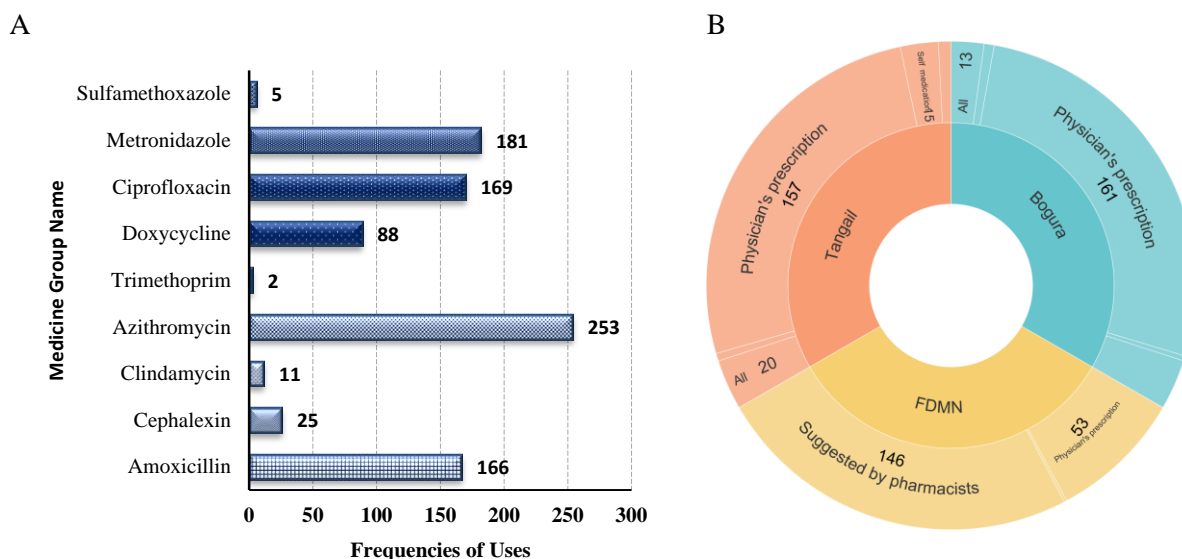 A
Medicine Group Name
Sulfamethoxazole 5
Metronidazole 181
Ciprofloxacin 169
Doxycycline 88
Trimethoprim 2
Azithromycin 253
Clindamycin 11
Cephalexin 25
Amoxicillin 166
0 50 100 150 200 250 300
Frequencies of Uses
B
Bogura
All 13
Physician's prescription
161
FDMN
Physician's prescription
53
Suggested by pharmacists
146
Tangail
All 20
Physician's prescription
157
Self medication 15